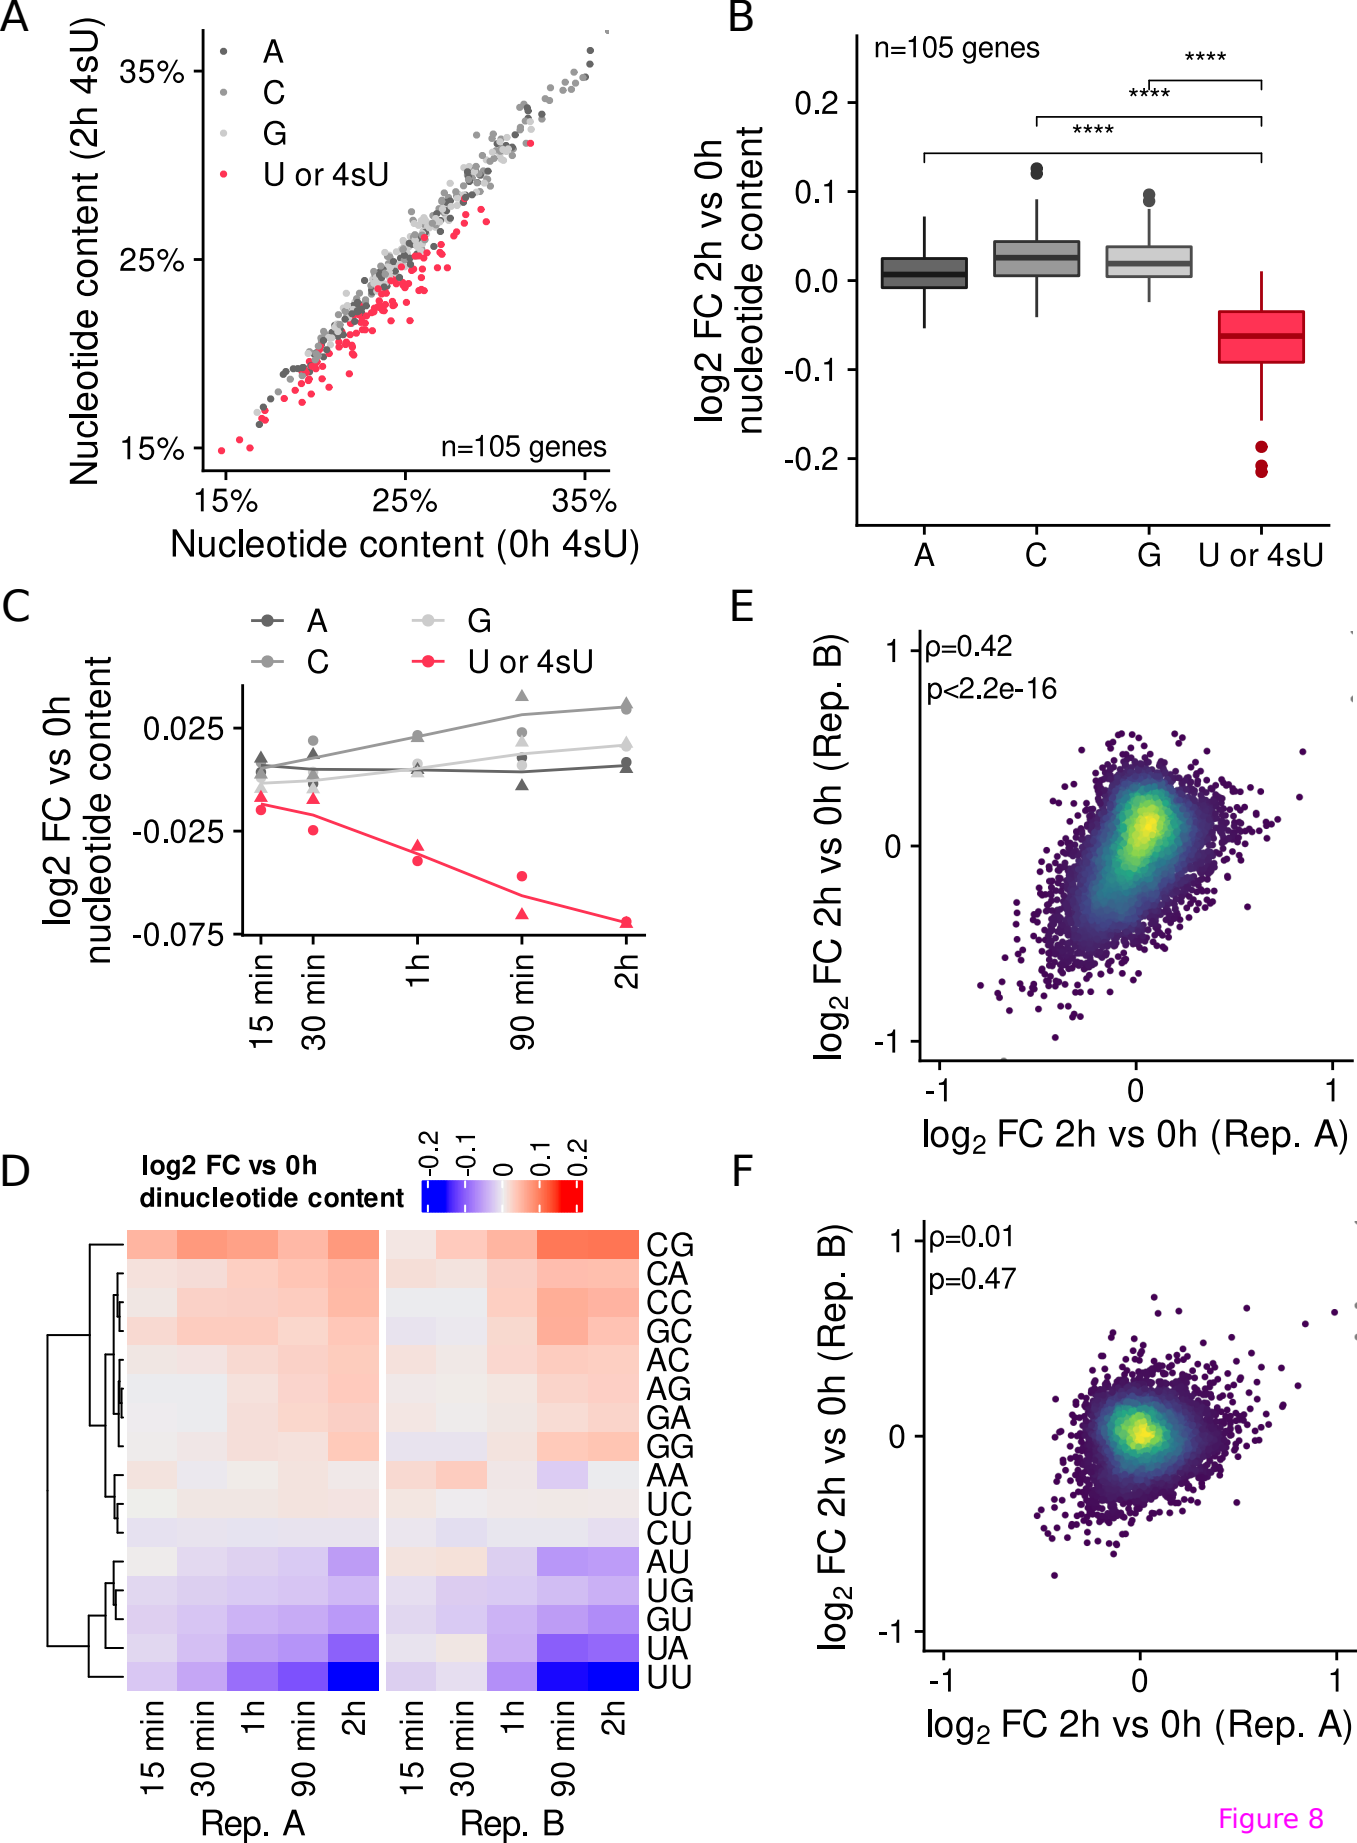 A
Nucleotide content (2h 4sU)
35%
25%
15%
A
C
G
U or 4sU
n=105 genes
15%
25%
35%
Nucleotide content (0h 4sU)
B
log2 FC 2h vs 0h
nucleotide content
n=105 genes
****
****
****
0.2
0.1
0.0
-0.1
-0.2
A
C
G
U or 4sU
C
A
G
C
U or 4sU
log2 FC vs 0h
nucleotide content
0.025
-0.025
-0.075
15 min
30 min
1h
90 min
2h
E
log2 FC 2h vs 0h (Rep. B)
ρ=0.42
p<2.2e-16
1
0
-1
-1
0
1
log2 FC 2h vs 0h (Rep. A)
D
log2 FC vs 0h
dinucleotide content
-0.2
-0.1
0
0.1
0.2
CG
CA
CC
GC
AC
AG
GA
GG
AA
UC
CU
AU
UG
GU
UA
UU
15 min
30 min
1h
90 min
2h
15 min
30 min
1h
90 min
2h
Rep. A
Rep. B
F
log2 FC 2h vs 0h (Rep. B)
ρ=0.01
p=0.47
1
0
-1
-1
0
1
log2 FC 2h vs 0h (Rep. A)
Figure 8